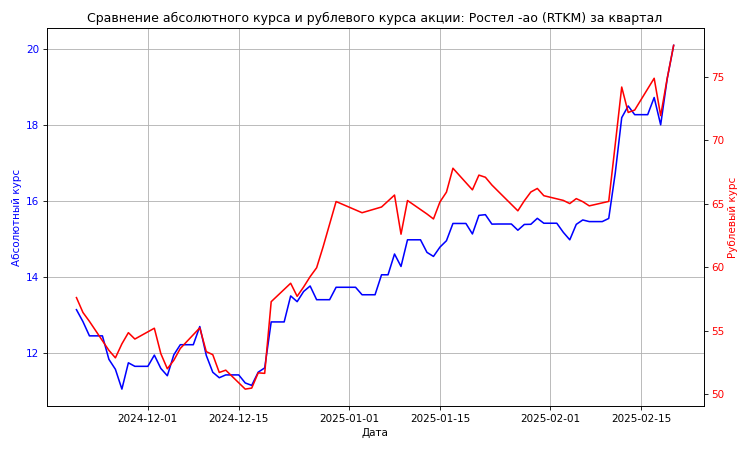 Сравнение абсолютного курса и рублевого курса акции: Ростел -ао (RTKM) за квартал
Абсолютный курс
20
18
16
14
12
75
70
65
60
55
50
Рублевый курс
2024-12-01 2024-12-15 2025-01-01 2025-01-15 2025-02-01 2025-02-15
Дата